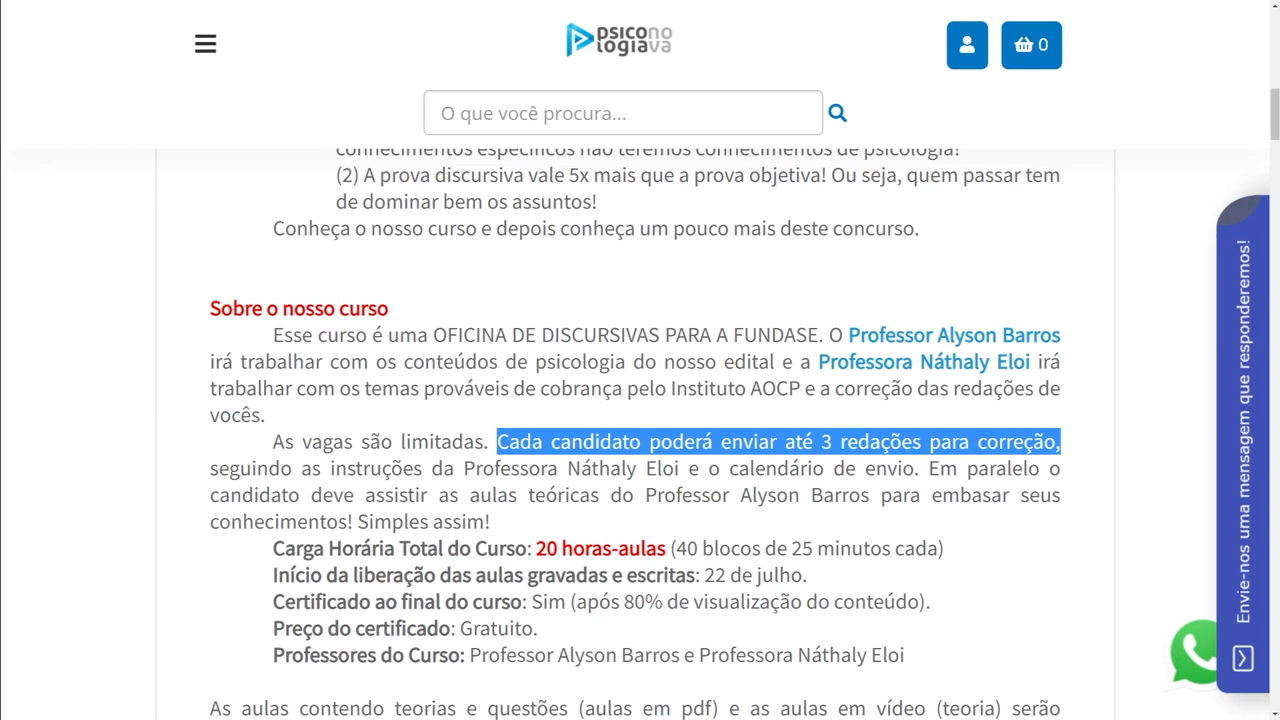 psicono
logiava
0
O que você procura...
conhecimentos específicos não teremos conhecimentos de psicologia!
(2) A prova discursiva vale 5x mais que a prova objetiva! Ou seja, quem passar tem
de dominar bem os assuntos!
Conheça o nosso curso e depois conheça um pouco mais deste concurso.
Sobre o nosso curso
Esse curso é uma OFICINA DE DISCURSIVAS PARA A FUNDASE. O Professor Alyson Barros
irá trabalhar com os conteúdos de psicologia do nosso edital e a Professora Náthaly Eloi irá
trabalhar com os temas prováveis de cobrança pelo Instituto AOCP e a correção das redações de
vocês.
As vagas são limitadas. Cada candidato poderá enviar até 3 redações para correção,
seguindo as instruções da Professora Náthaly Eloi e o calendário de envio. Em paralelo o
candidato deve assistir as aulas teóricas do Professor Alyson Barros para embasar seus
conhecimentos! Simples assim!
Carga Horária Total do Curso: 20 horas-aulas (40 blocos de 25 minutos cada)
Início da liberação das aulas gravadas e escritas: 22 de julho.
Certificado ao final do curso: Sim (após 80% de visualização do conteúdo).
Preço do certificado: Gratuito.
Professores do Curso: Professor Alyson Barros e Professora Náthaly Eloi
As aulas contendo teorias e questões (aulas em pdf) e as aulas em vídeo (teoria) serão
Envie-nos uma mensagem que responderemos!